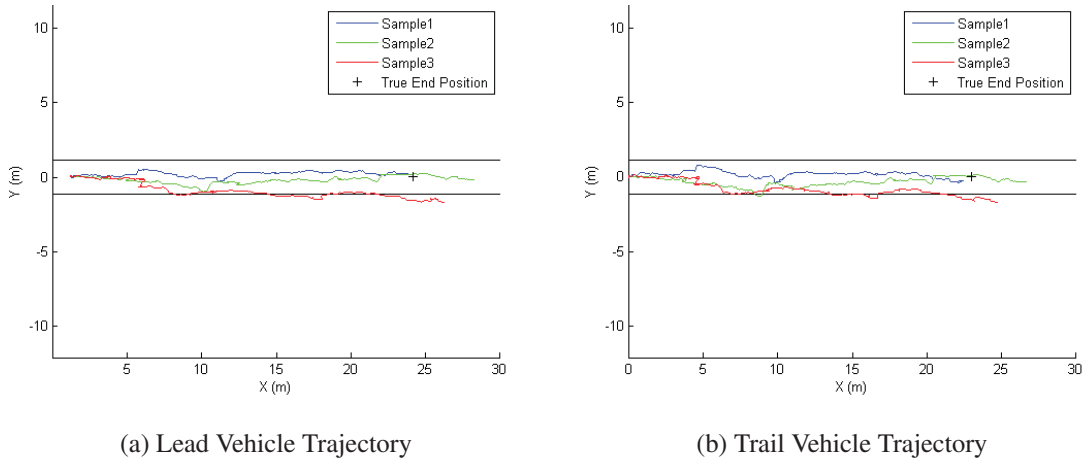 10
5
0
-5
-10
Y (m)
5
10
15
20
25
30
X (m)
Sample1
Sample2
Sample3
True End Position
(a) Lead Vehicle Trajectory
10
5
0
-5
-10
Y (m)
0
5
10
15
20
25
30
X (m)
Sample1
Sample2
Sample3
True End Position
(b) Trail Vehicle Trajectory